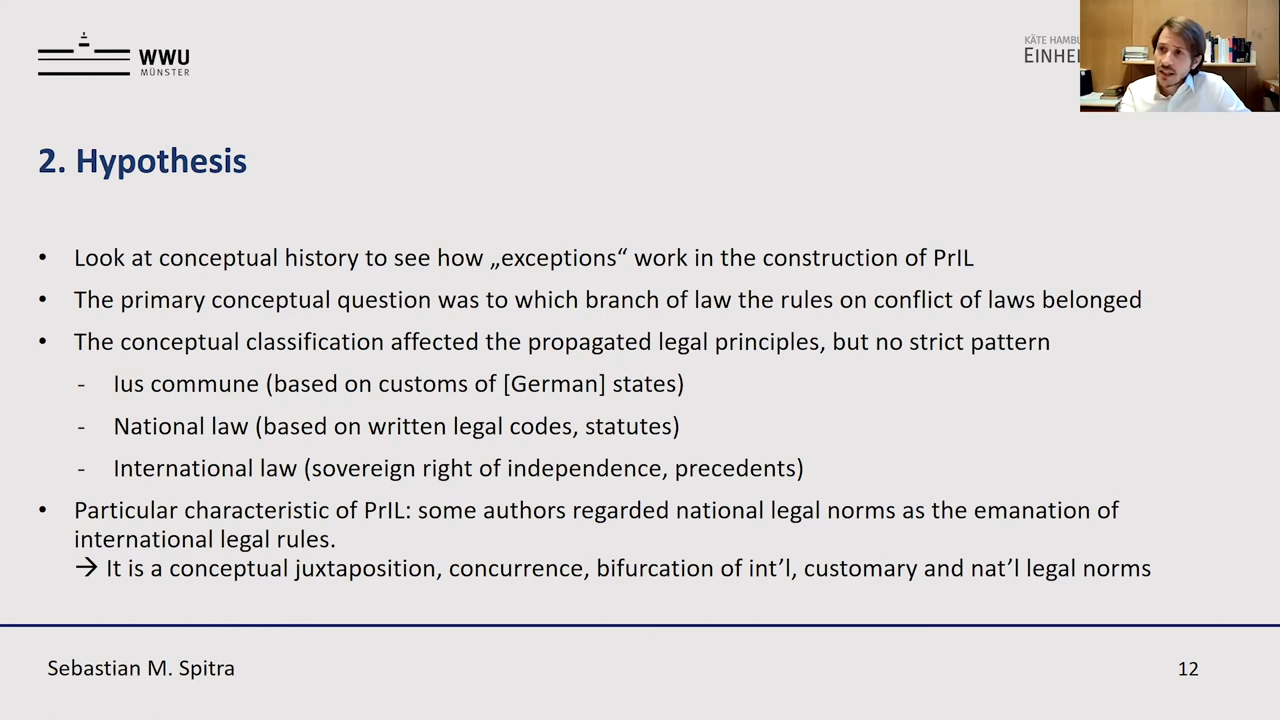 WWU
MÜNSTER
KÄTE HAMBU
EINHEI
2. Hypothesis
• Look at conceptual history to see how „exceptions“ work in the construction of PrIL
• The primary conceptual question was to which branch of law the rules on conflict of laws belonged
• The conceptual classification affected the propagated legal principles, but no strict pattern
- Ius commune (based on customs of [German] states)
- National law (based on written legal codes, statutes)
- International law (sovereign right of independence, precedents)
• Particular characteristic of PrIL: some authors regarded national legal norms as the emanation of
international legal rules.
→ It is a conceptual juxtaposition, concurrence, bifurcation of int’l, customary and nat’l legal norms
Sebastian M. Spitra
12